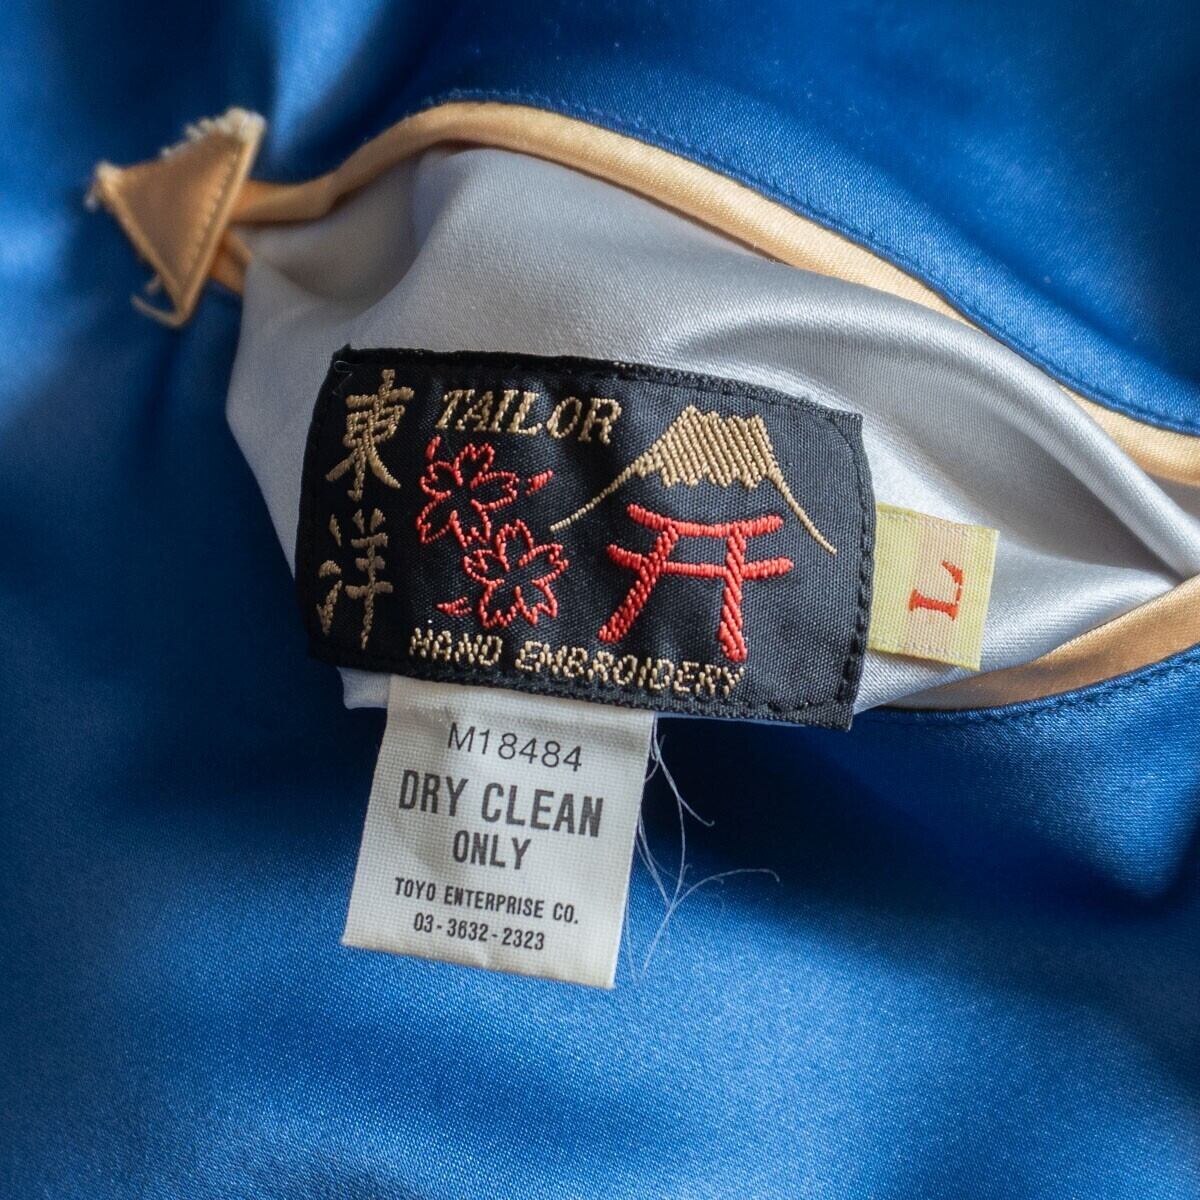 東洋
TAILOR
HAND EMBROIDERY
L
M18484
DRY CLEAN
ONLY
TOYO ENTERPRISE CO.
03-3632-2323